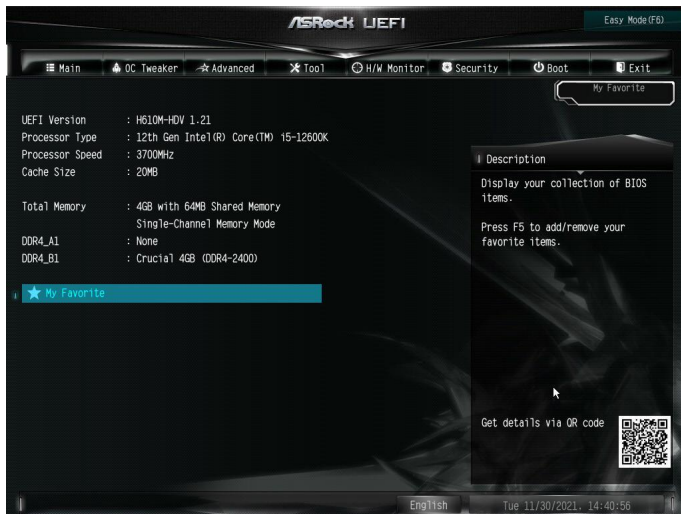 ASRock UEFI
Easy Mode(F6)
Main
OC Tweaker
Advanced
Tool
H/W Monitor
Security
Boot
Exit
My Favorite
UEFI Version : H610M-HDV 1.21
Processor Type : 12th Gen Intel(R) Core(TM) i5-12600K
Processor Speed : 3700MHz
Cache Size : 20MB
Total Memory : 4GB with 64MB Shared Memory
Single-Channel Memory Mode
DDR4_A1 : None
DDR4_B1 : Crucial 4GB (DDR4-2400)
My Favorite
Description
Display your collection of BIOS
items.
Press F5 to add/remove your
favorite items.
Get details via QR code
English
Tue 11/30/2021. 14:40:56